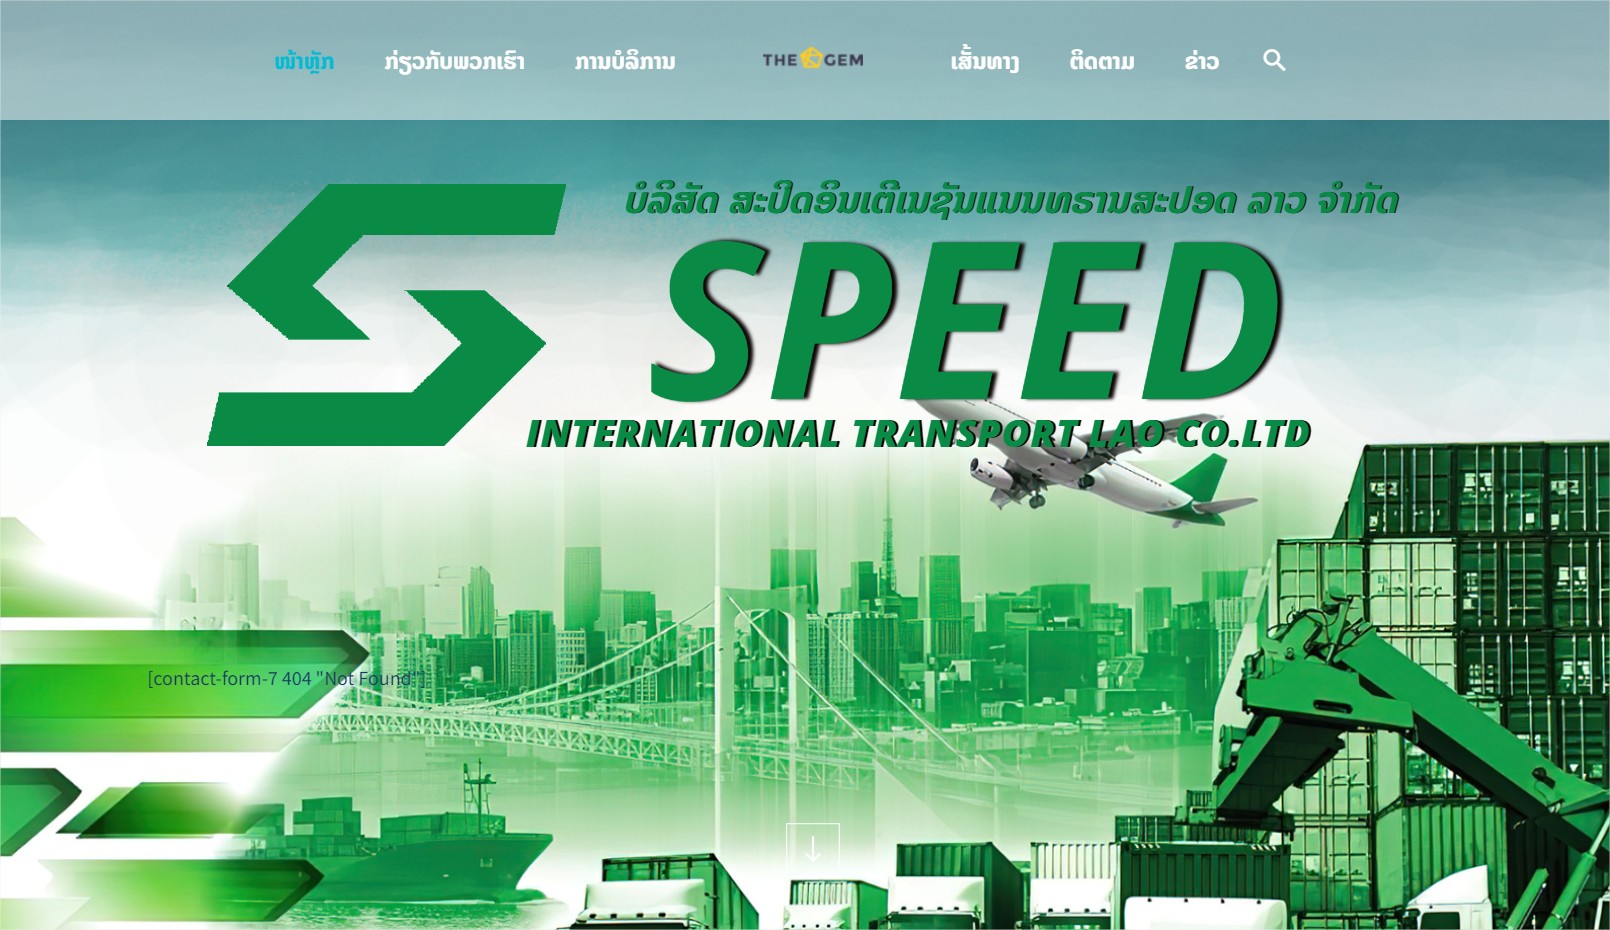 ໜ້າຫຼັກ ກ່ຽວກັບພວກເຮົາ ການບໍລິການ THE GEM ເສັ້ນທາງ ຕິດຕາມ ຂ່າວ
ບໍລິສັດ ສະປີດອິນເຕີເນຊັນແນນທຣານສະປອດ ລາວ ຈຳກັດ
SPEED
INTERNATIONAL TRANSPORT LAO CO.LTD
[contact-form-7 404 "Not Found"]